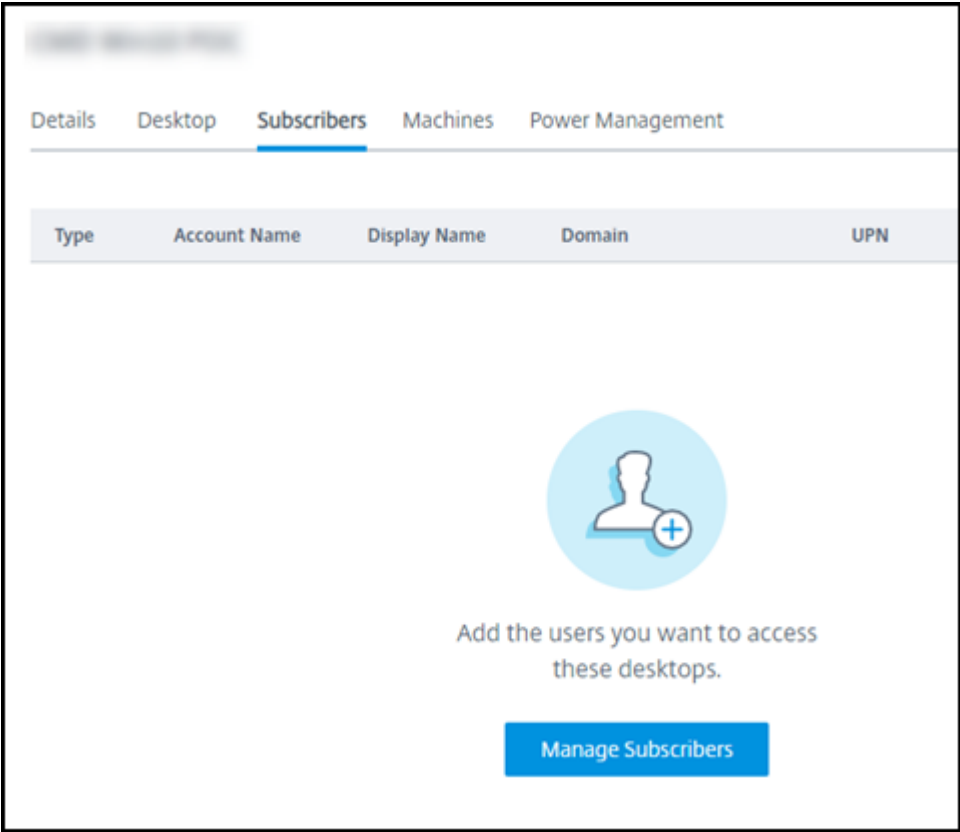 Details Desktop Subscribers Machines Power Management
Type Account Name Display Name Domain UPN
Add the users you want to access
these desktops.
Manage Subscribers